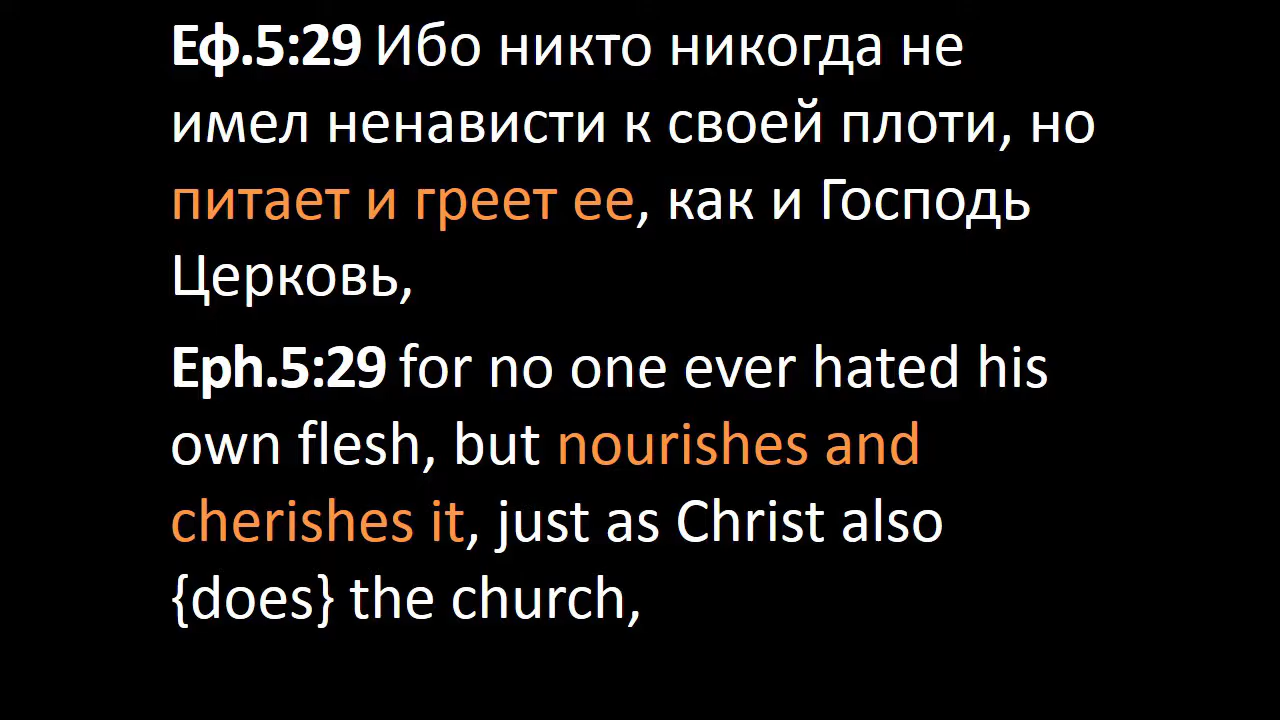 Еф.5:29 Ибо никто никогда не
имел ненависти к своей плоти, но
питает и греет ее, как и Господь
Церковь,
Eph.5:29 for no one ever hated his
own flesh, but nourishes and
cherishes it, just as Christ also
{does} the church,